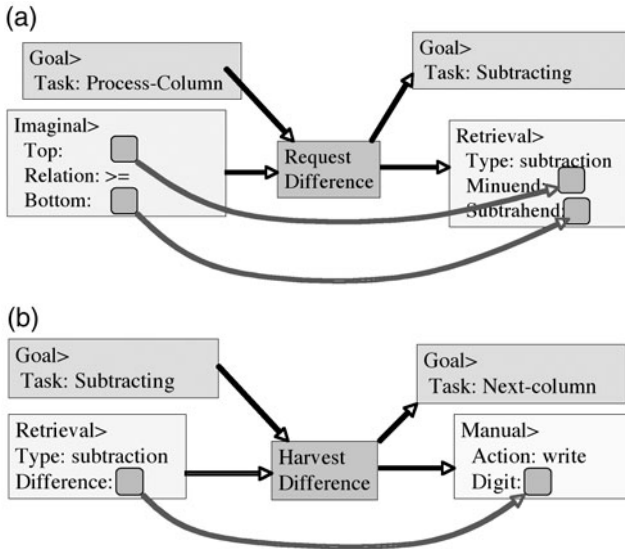 (a)
Goal>
Task: Process-Column
Goal>
Task: Subtracting
Imaginal>
Top:
Relation: >=
Bottom:
Request
Difference
Retrieval>
Type: subtraction
Minuend:
Subtrahend:
(b)
Goal>
Task: Subtracting
Goal>
Task: Next-column
Retrieval>
Type: subtraction
Difference:
Harvest
Difference
Manual>
Action: write
Digit: